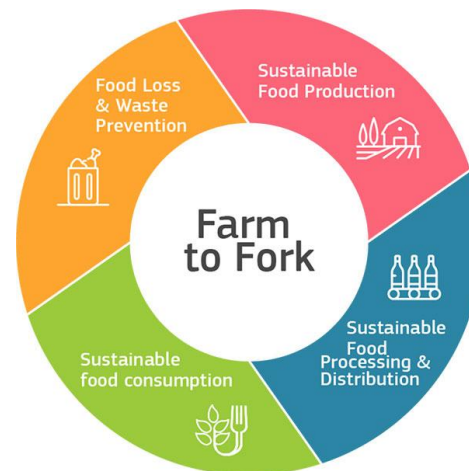 Food Loss
& Waste
Prevention
Sustainable
Food Production
Farm
to Fork
Sustainable
Food
Processing &
Distribution
Sustainable
food consumption